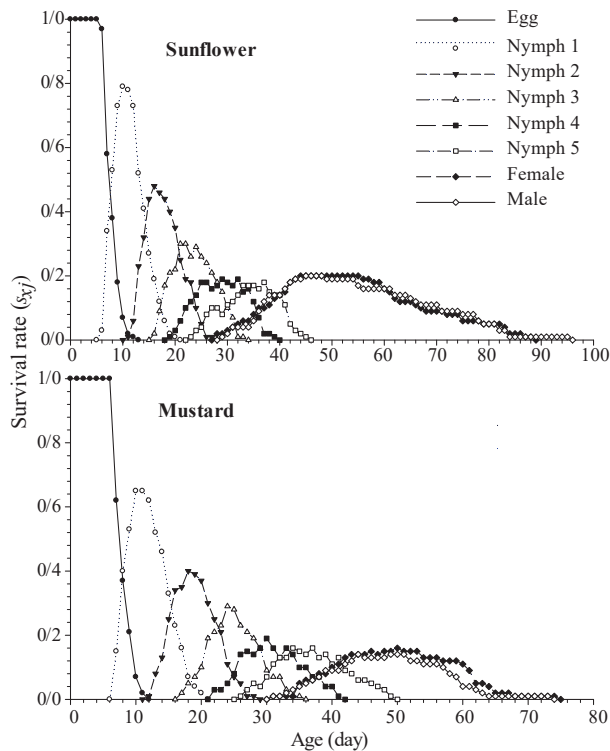 1/0
0/8
0/6
0/4
0/2
0/0
0 10 20 30 40 50 60 70 80 90 100
Sunflower
Egg
Nymph 1
Nymph 2
Nymph 3
Nymph 4
Nymph 5
Female
Male
Survival rate (sxj)
1/0
0/8
0/6
0/4
0/2
0/0
Mustard
0 10 20 30 40 50 60 70 80
Age (day)